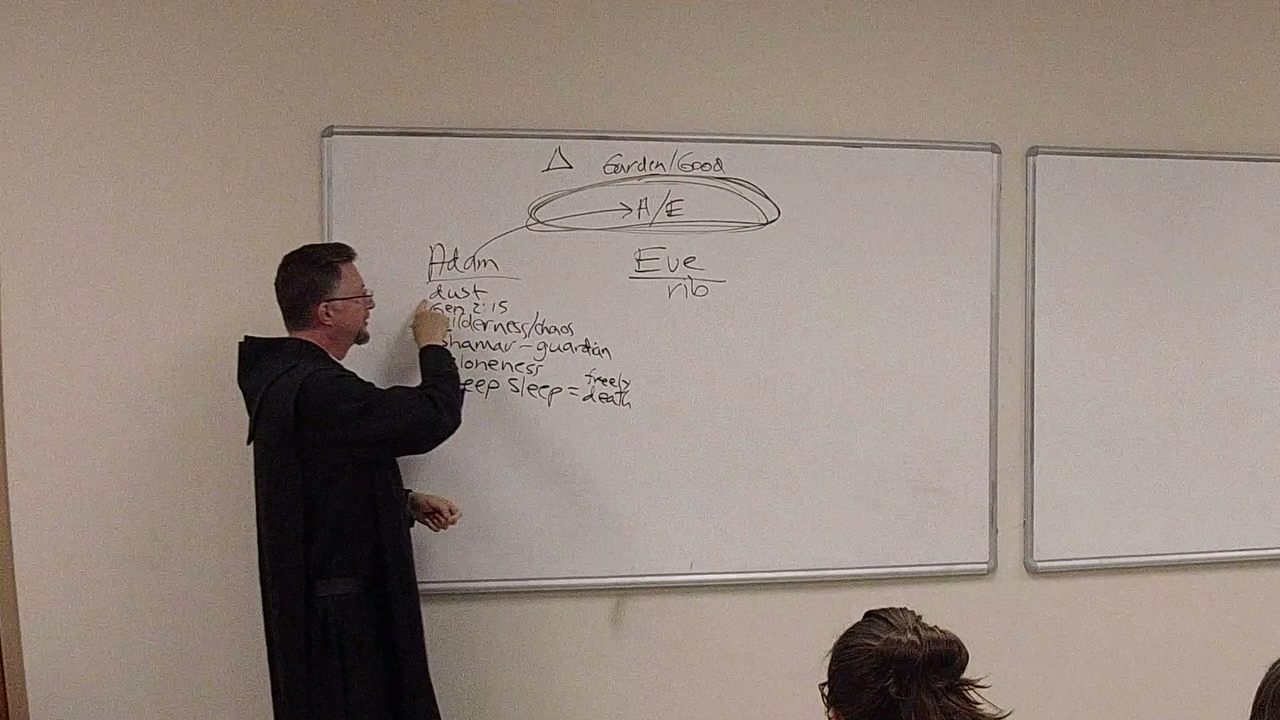 Δ Garden/Good
A/E
Adam
dust
Gen 2:15
wilderness/chaos
shamar - guardian
aloneness
deep sleep = freely death
Eve
rib